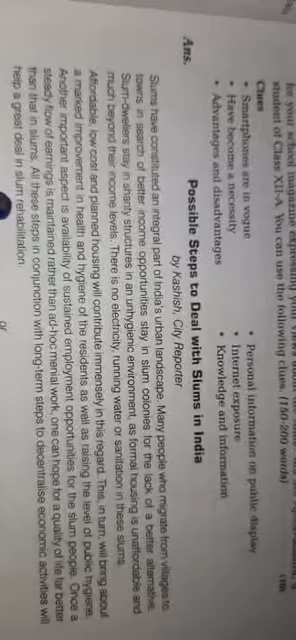 for your school magazine expressing your views
student of Class XII-A. You can use the following clues. (150-200 words)
Clues
• Smartphones are in vogue
• Personal information on public display
• Have become a necessity
• Internet exposure
• Advantages and disadvantages
• Knowledge and information
Ans.
Possible Steps to Deal with Slums in India
by Kashish, City Reporter
Slums have constituted an integral part of India's urban landscape. Many people who migrate from villages to
towns in search of better income opportunities stay in slum colonies for the lack of a better alternative.
Slum-dwellers stay in shanty structures in an unhygienic environment, as formal housing is unaffordable and
much beyond their income levels. There is no electricity, running water or sanitation in these slums.
Affordable, low cost and planned housing will contribute immensely in this regard. This, in turn, will bring about
a marked improvement in health and hygiene of the residents as well as raising the level of public hygiene.
Another important aspect is availability of sustained employment opportunities for the slum people. Once a
steady flow of earnings is maintained rather than ad-hoc menial work, one can hope for a quality of life far better
than that in slums. All these steps in conjunction with long-term steps to decentralise economic activities will
help a great deal in slum rehabilitation.
or